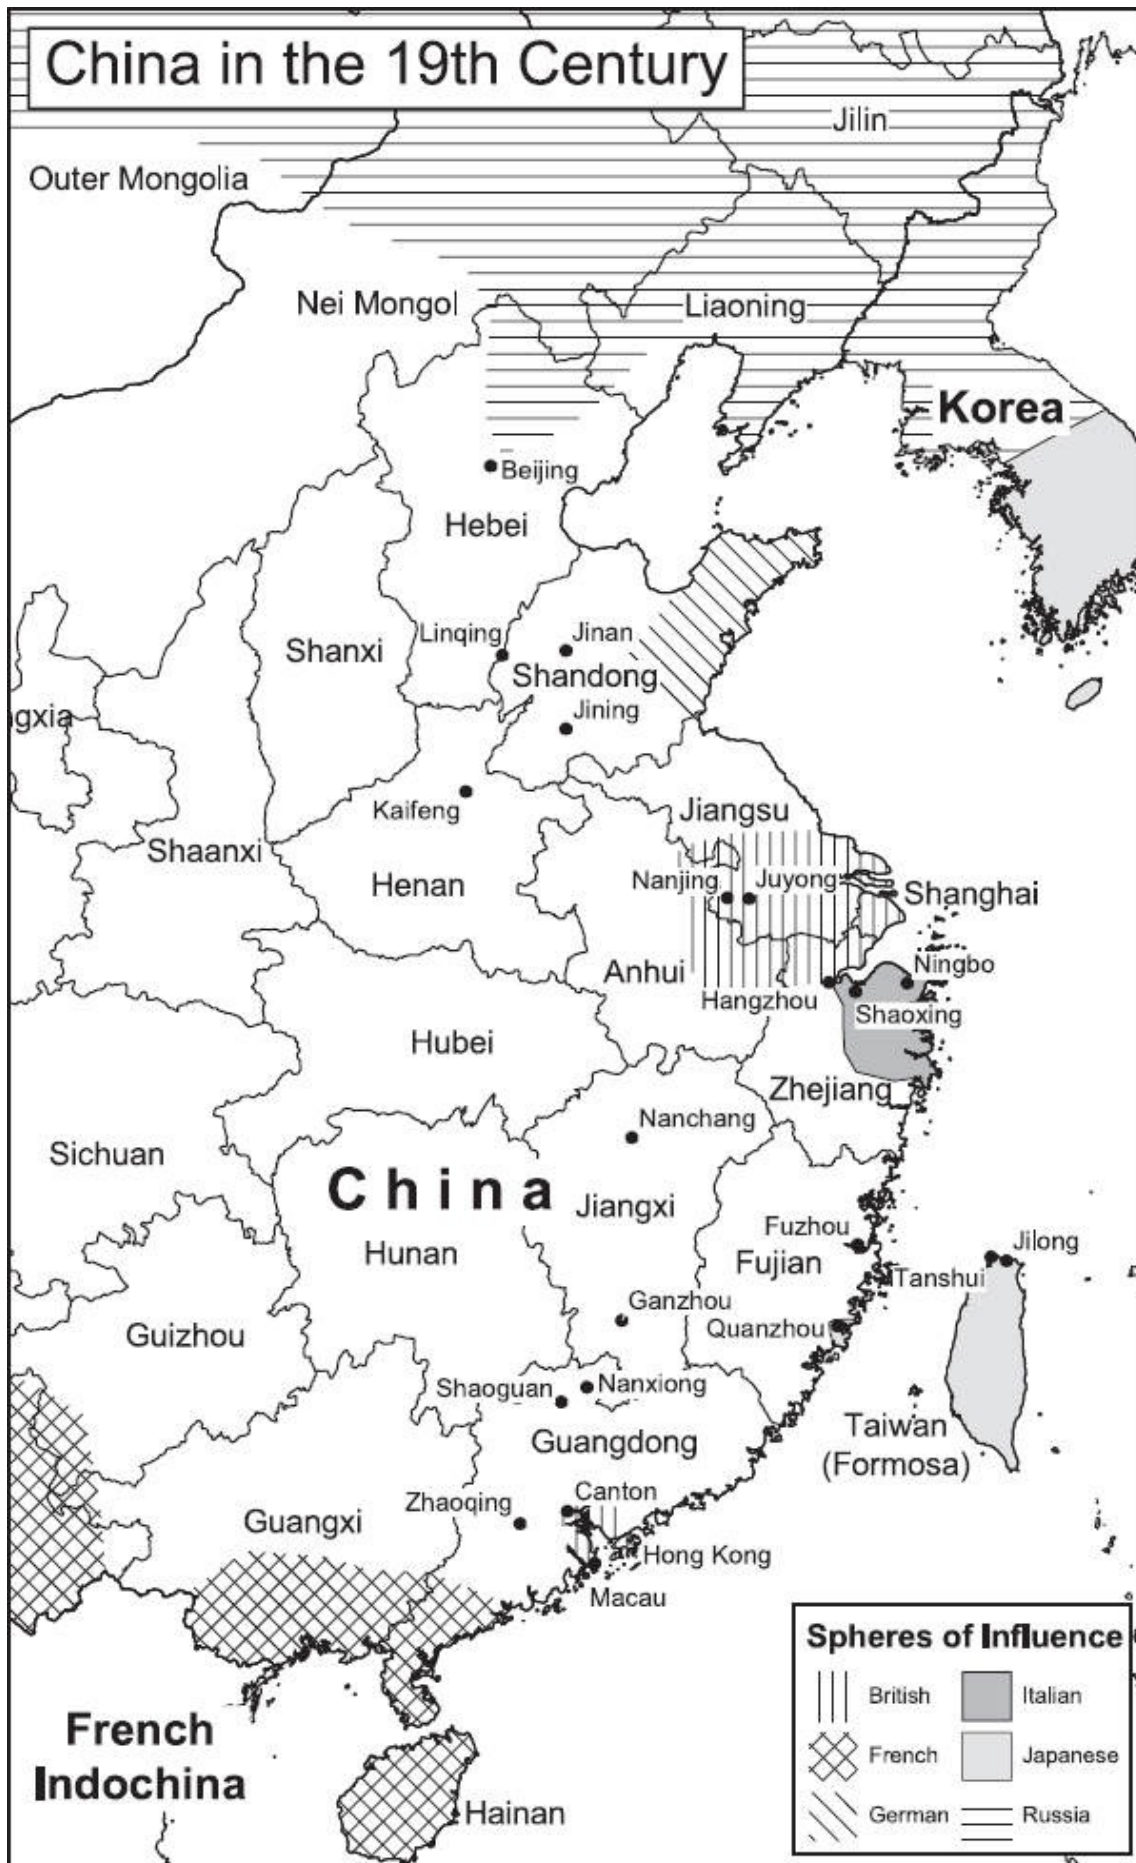 China in the 19th Century
Jilin
Outer Mongolia
Nei Mongol
Liaoning
Korea
Beijing
Hebei
Linqing
Jinan
Shanxi
Shandong
ngxia
Jining
Kaifeng
Jiangsu
Shaanxi
Henan
Nanjing
Juyong
Shanghai
Anhui
Ningbo
Hangzhou
Shaoxing
Hubei
Zhejiang
Nanchang
Sichuan
China
Jiangxi
Hunan
Fuzhou
Jilong
Fujian
Tanshui
Ganzhou
Guizhou
Quanzhou
Shaoguan
Nanxiong
Taiwan
(Formosa)
Guangdong
Canton
Zhaoqing
Guangxi
Hong Kong
Macau
French
Indochina
Hainan
Spheres of Influence
British
Italian
French
Japanese
German
Russia